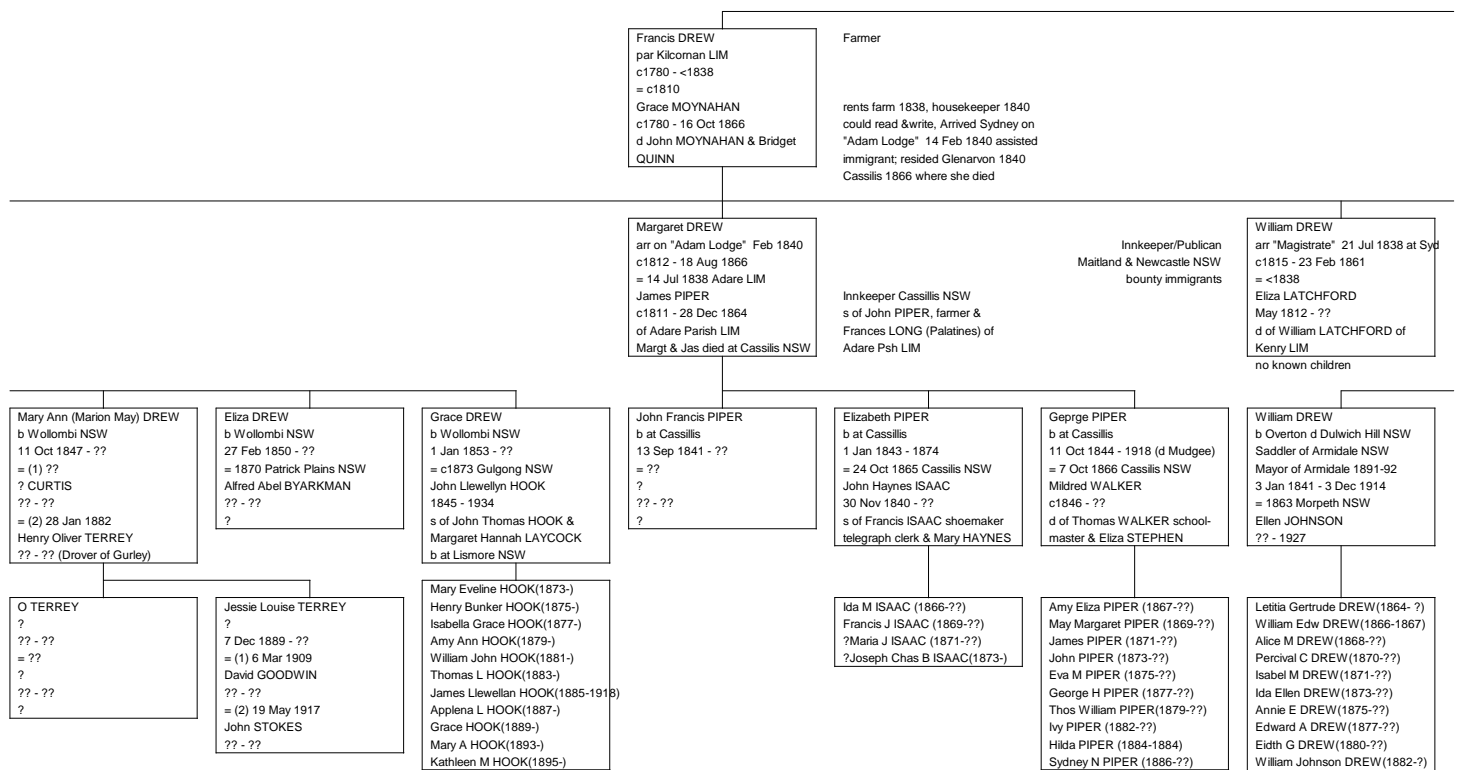 Francis DREW
par Kilcornan LIM
c1780 - <1838
= c1810
Grace MOYNAHAN
c1780 - 16 Oct 1866
d John MOYNAHAN & Bridget
QUINN
Farmer
rents farm 1838, housekeeper 1840
could read &write, Arrived Sydney on
"Adam Lodge" 14 Feb 1840 assisted
immigrant; resided Glenarvon 1840
Cassilis 1866 where she died
Margaret DREW
arr on "Adam Lodge" Feb 1840
c1812 - 18 Aug 1866
= 14 Jul 1838 Adare LIM
James PIPER
c1811 - 28 Dec 1864
of Adare Parish LIM
Margt & Jas died at Cassilis NSW
Innkeeper Cassillis NSW
s of John PIPER, farmer &
Frances LONG (Palatines) of
Adare Psh LIM
Innkeeper/Publican
Maitland & Newcastle NSW
bounty immigrants
William DREW
arr "Magistrate" 21 Jul 1838 at Syd
c1815 - 23 Feb 1861
= <1838
Eliza LATCHFORD
May 1812 - ??
d of William LATCHFORD of
Kenry LIM
no known children
Mary Ann (Marion May) DREW
b Wollombi NSW
11 Oct 1847 - ??
= (1) ??
? CURTIS
?? - ??
= (2) 28 Jan 1882
Henry Oliver TERREY
?? - ?? (Drover of Gurley)
Eliza DREW
b Wollombi NSW
27 Feb 1850 - ??
= 1870 Patrick Plains NSW
Alfred Abel BYARKMAN
?? - ??
?
Grace DREW
b Wollombi NSW
1 Jan 1853 - ??
= c1873 Gulgong NSW
John Llewellyn HOOK
1845 - 1934
s of John Thomas HOOK &
Margaret Hannah LAYCOCK
b at Lismore NSW
John Francis PIPER
b at Cassillis
13 Sep 1841 - ??
= ??
?
?? - ??
?
Elizabeth PIPER
b at Cassillis
1 Jan 1843 - 1874
= 24 Oct 1865 Cassilis NSW
John Haynes ISAAC
30 Nov 1840 - ??
s of Francis ISAAC shoemaker
telegraph clerk & Mary HAYNES
Geprge PIPER
b at Cassillis
11 Oct 1844 - 1918 (d Mudgee)
= 7 Oct 1866 Cassilis NSW
Mildred WALKER
c1846 - ??
d of Thomas WALKER school-
master & Eliza STEPHEN
William DREW
b Overton d Dulwich Hill NSW
Saddler of Armidale NSW
Mayor of Armidale 1891-92
3 Jan 1841 - 3 Dec 1914
= 1863 Morpeth NSW
Ellen JOHNSON
?? - 1927
O TERREY
?
?? - ??
= ??
?
?? - ??
?
Jessie Louise TERREY
?
7 Dec 1889 - ??
= (1) 6 Mar 1909
David GOODWIN
?? - ??
= (2) 19 May 1917
John STOKES
?? - ??
Mary Eveline HOOK(1873-)
Henry Bunker HOOK(1875-)
Isabella Grace HOOK(1877-)
Amy Ann HOOK(1879-)
William John HOOK(1881-)
Thomas L HOOK(1883-)
James Llewellan HOOK(1885-1918)
Applena L HOOK(1887-)
Grace HOOK(1889-)
Mary A HOOK(1893-)
Kathleen M HOOK(1895-)
Ida M ISAAC (1866-??)
Francis J ISAAC (1869-??)
?Maria J ISAAC (1871-??)
?Joseph Chas B ISAAC(1873-)
Amy Eliza PIPER (1867-??)
May Margaret PIPER (1869-??)
James PIPER (1871-??)
John PIPER (1873-??)
Eva M PIPER (1875-??)
George H PIPER (1877-??)
Thos William PIPER(1879-??)
Ivy PIPER (1882-??)
Hilda PIPER (1884-1884)
Sydney N PIPER (1886-??)
Letitia Gertrude DREW(1864- ?)
William Edw DREW(1866-1867)
Alice M DREW(1868-??)
Percival C DREW(1870-??)
Isabel M DREW(1871-??)
Ida Ellen DREW(1873-??)
Annie E DREW(1875-??)
Edward A DREW(1877-??)
Eidth G DREW(1880-??)
William Johnson DREW(1882-?)